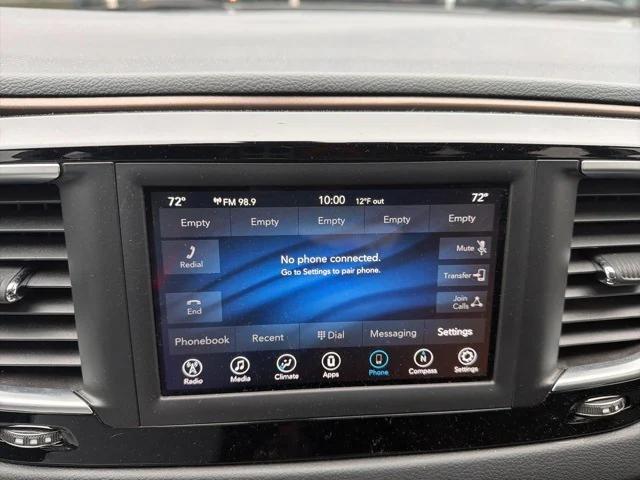 72° FM 98.9 10:00 12°F out 72°
Empty Empty Empty Empty Empty
Redial
No phone connected.
Go to Settings to pair phone.
Mute
Transfer
End
Join
Calls
Phonebook Recent Dial Messaging Settings
Radio Media Climate Apps Phone N Compass Settings